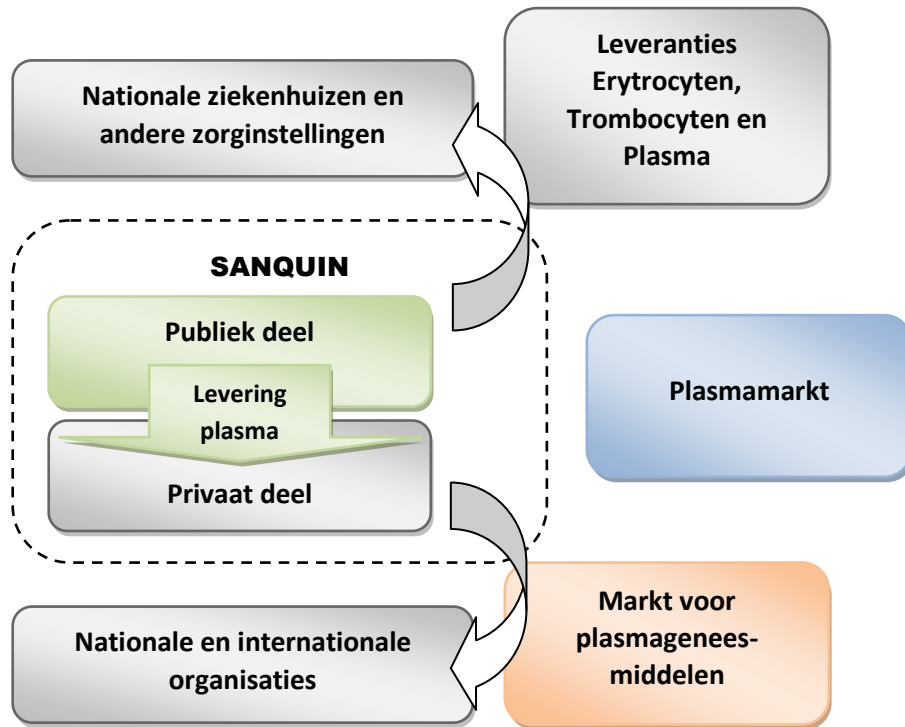 Leveranties
Erytrocyten,
Trombocyten en
Plasma
Nationale ziekenhuizen en
andere zorginstellingen
SANQUIN
Publiek deel
Levering
plasma
Privaat deel
Plasmamarkt
Nationale en internationale
organisaties
Markt voor
plasmagenees-
middelen